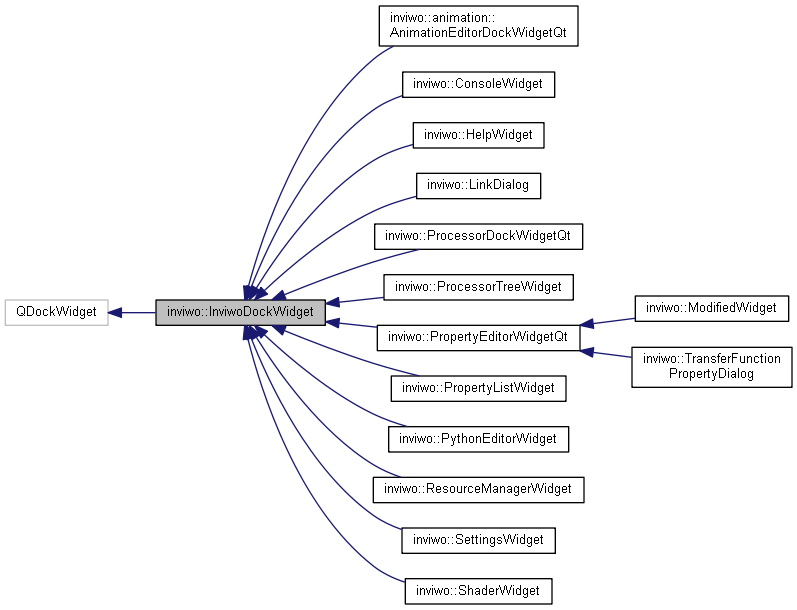 inviwo::animation::
AnimationEditorDockWidgetQt
inviwo::ConsoleWidget
inviwo::HelpWidget
inviwo::LinkDialog
inviwo::ProcessorDockWidgetQt
inviwo::ProcessorTreeWidget
QDockWidget
inviwo::InviwoDockWidget
inviwo::PropertyEditorWidgetQt
inviwo::ModifiedWidget
inviwo::TransferFunction
PropertyDialog
inviwo::PropertyListWidget
inviwo::PythonEditorWidget
inviwo::ResourceManagerWidget
inviwo::SettingsWidget
inviwo::ShaderWidget